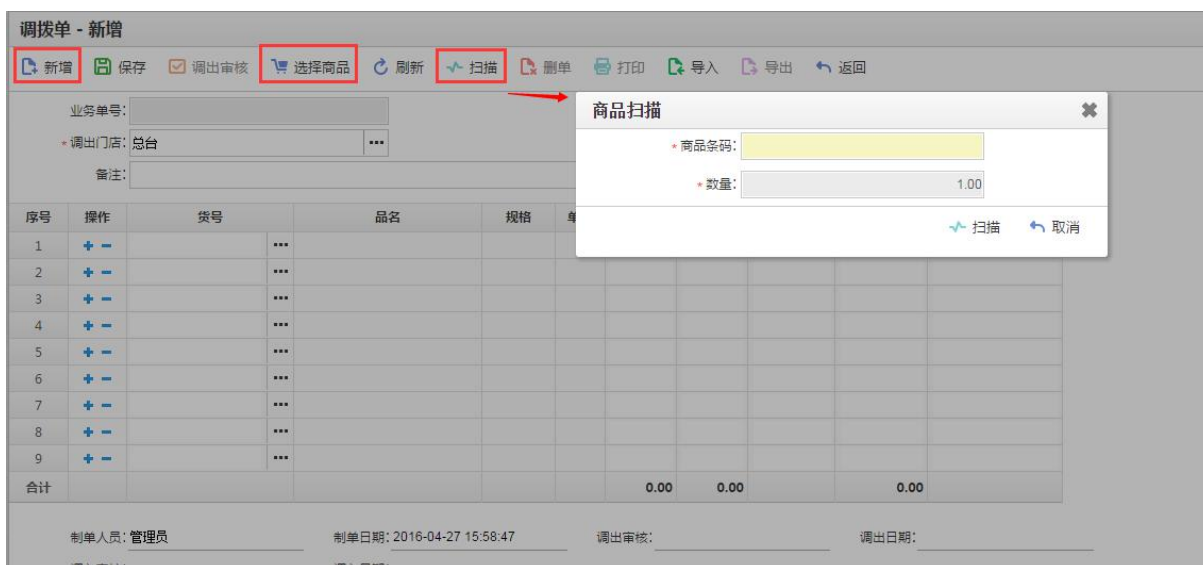 调拨单 - 新增
新增 保存 调出审核 选择商品 刷新 扫描 删单 打印 导入 导出 返回
业务单号:
*调出门店: 总台 •••
备注:
商品扫描
*商品条码:
*数量: 1.00
扫描 取消
序号 操作 货号 品名 规格
1 •••
2 •••
3 •••
4 •••
5 •••
6 •••
7 •••
8 •••
9 •••
合计 0.00 0.00 0.00
制单人员: 管理员 制单日期: 2016-04-27 15:58:47 调出审核: 调出日期: